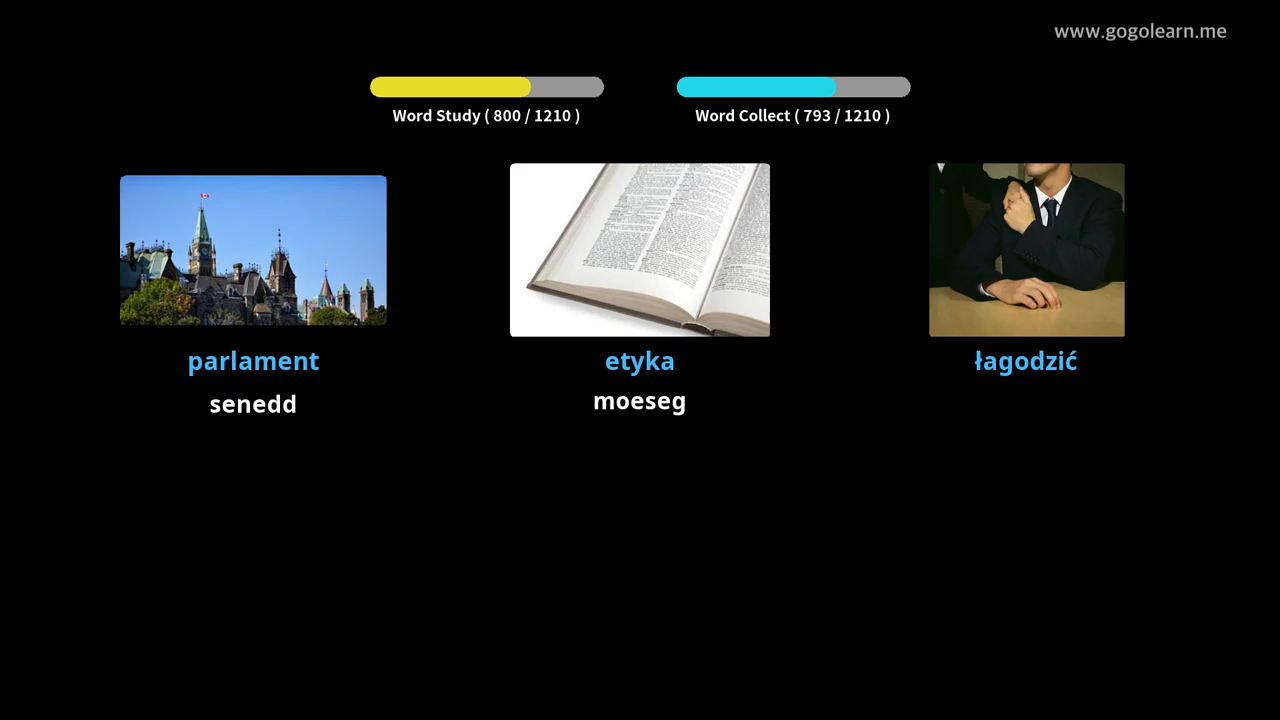 www.gogolearn.me
Word Study ( 800 / 1210 )
Word Collect ( 793 / 1210 )
parlament
etyka
łagodzić
senedd
moeseg